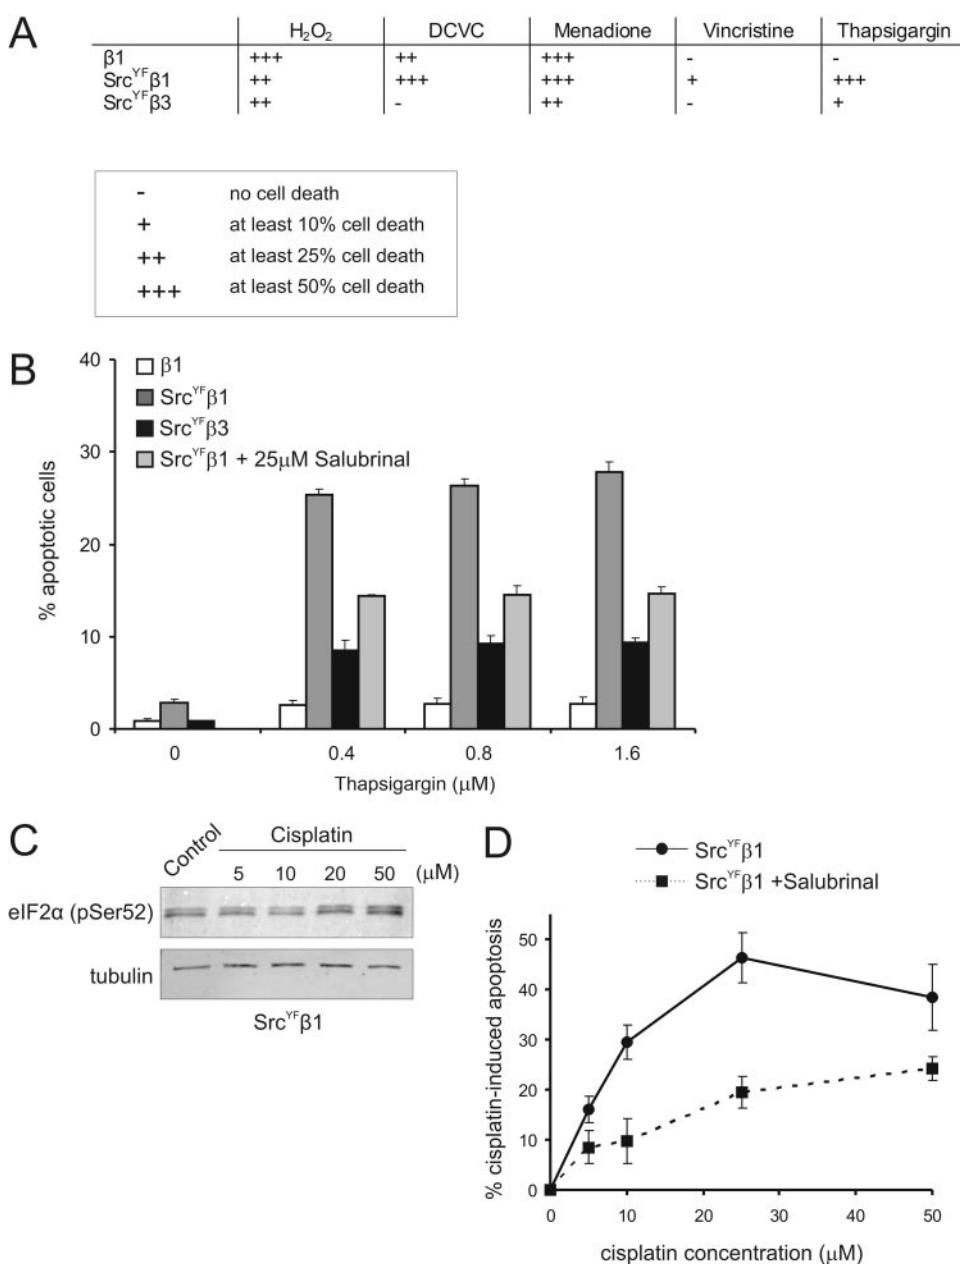 A
H₂O₂ DCVC Menadione Vincristine Thapsigargin
β1 +++ ++ +++ - -
Src^YFβ1 ++ +++ +++ + +++
Src^YFβ3 ++ - ++ - +
- no cell death
+ at least 10% cell death
++ at least 25% cell death
+++ at least 50% cell death
B
β1
Src^YFβ1
Src^YFβ3
Src^YFβ1 + 25μM Salubrinal
% apoptotic cells
40
30
20
10
0
0 0.4 0.8 1.6
Thapsigargin (μM)
C
Control Cisplatin
5 10 20 50 (μM)
eIF2α (pSer52)
tubulin
Src^YFβ1
D
Src^YFβ1
Src^YFβ1 +Salubrinal
% cisplatin-induced apoptosis
50
40
30
20
10
0
0 10 20 30 40 50
cisplatin concentration (μM)